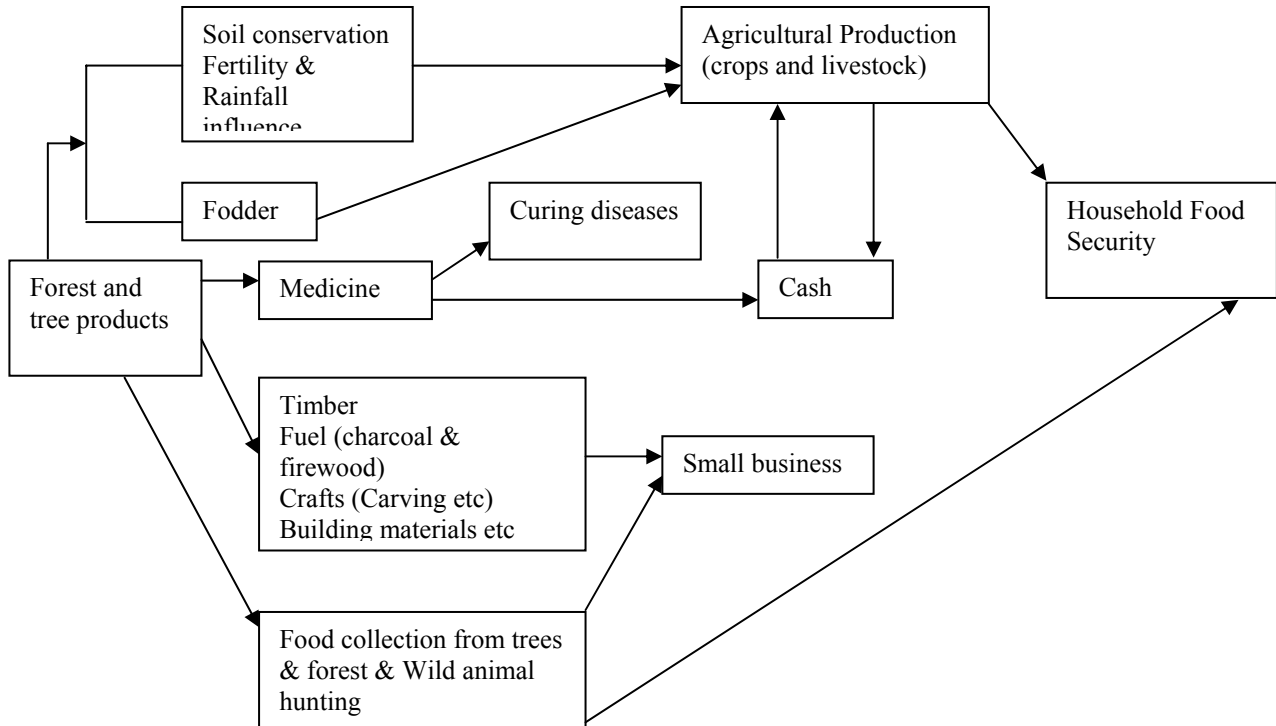 Soil conservation
Fertility &
Rainfall
influence
Agricultural Production
(crops and livestock)
Fodder
Curing diseases
Household Food
Security
Forest and
tree products
Medicine
Cash
Timber
Fuel (charcoal &
firewood)
Crafts (Carving etc)
Building materials etc
Small business
Food collection from trees
& forest & Wild animal
hunting